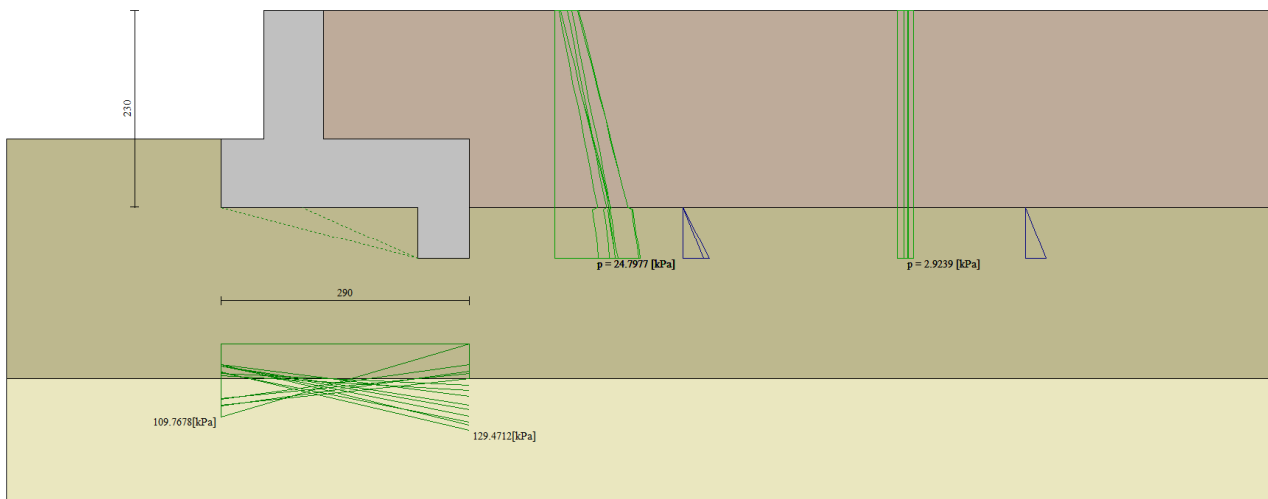 230
p = 24.7977 [kPa]
p = 2.9239 [kPa]
290
109.7678[kPa]
129.4712[kPa]